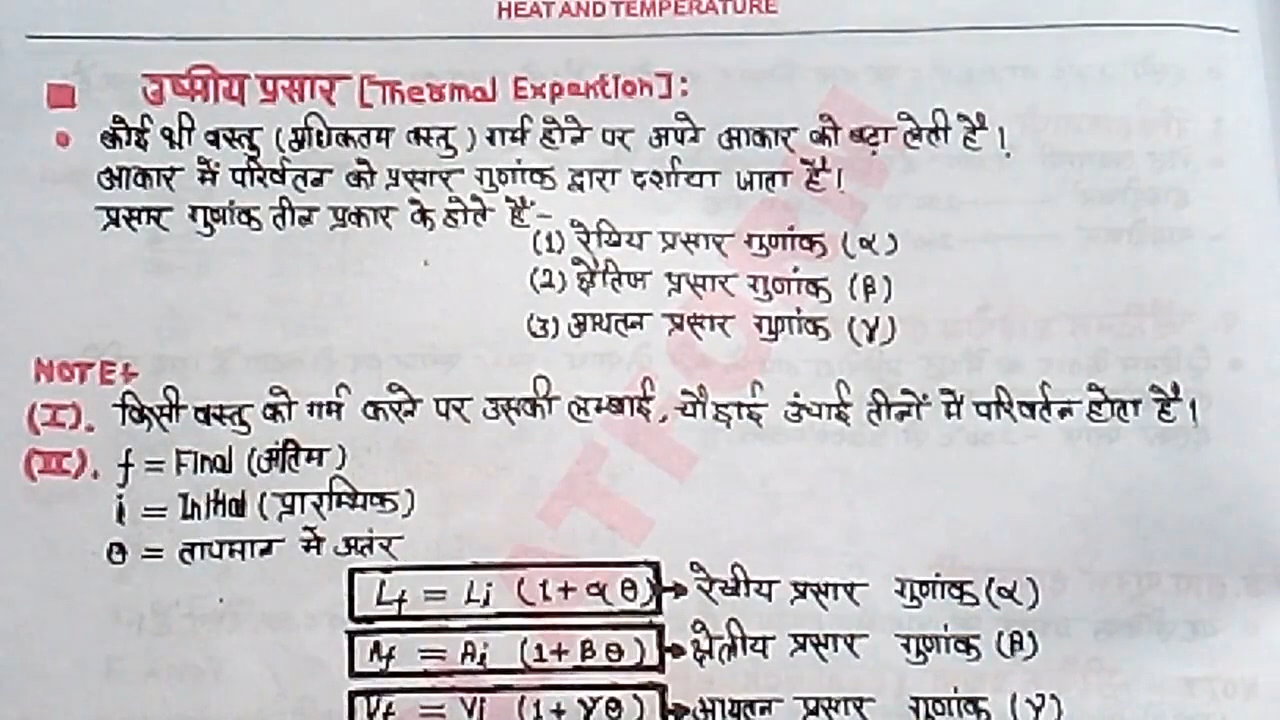 HEAT AND TEMPERATURE
उष्मीय प्रसार [Thermal Expantion]:
कोई भी वस्तु (अधिकतम वस्तु) गर्म होने पर अपने आकार को बढ़ा लेती है।
आकार में परिर्वतन को प्रसार गुणांक द्वारा दर्शाया जाता है।
प्रसार गुणांक तीन प्रकार के होते हैं-
(1) रेखिय प्रसार गुणांक (α)
(2) क्षैतिज प्रसार गुणांक (β)
(3) आयतन प्रसार गुणांक (γ)
NOTE:-
(I). किसी वस्तु को गर्म करने पर उसकी लम्बाई, चौड़ाई उंचाई तीनों में परिवर्तन होता है।
(II). f = Final (अंतिम)
i = Initial (प्रारम्भिक)
θ = तापमान में अतंर
Lf = Li (1+αθ) → रेखीय प्रसार गुणांक (α)
Af = Ai (1+βθ) → क्षेत्रीय प्रसार गुणांक (β)
Vf = Vi (1+γθ) → आयतन प्रसार गुणांक (γ)